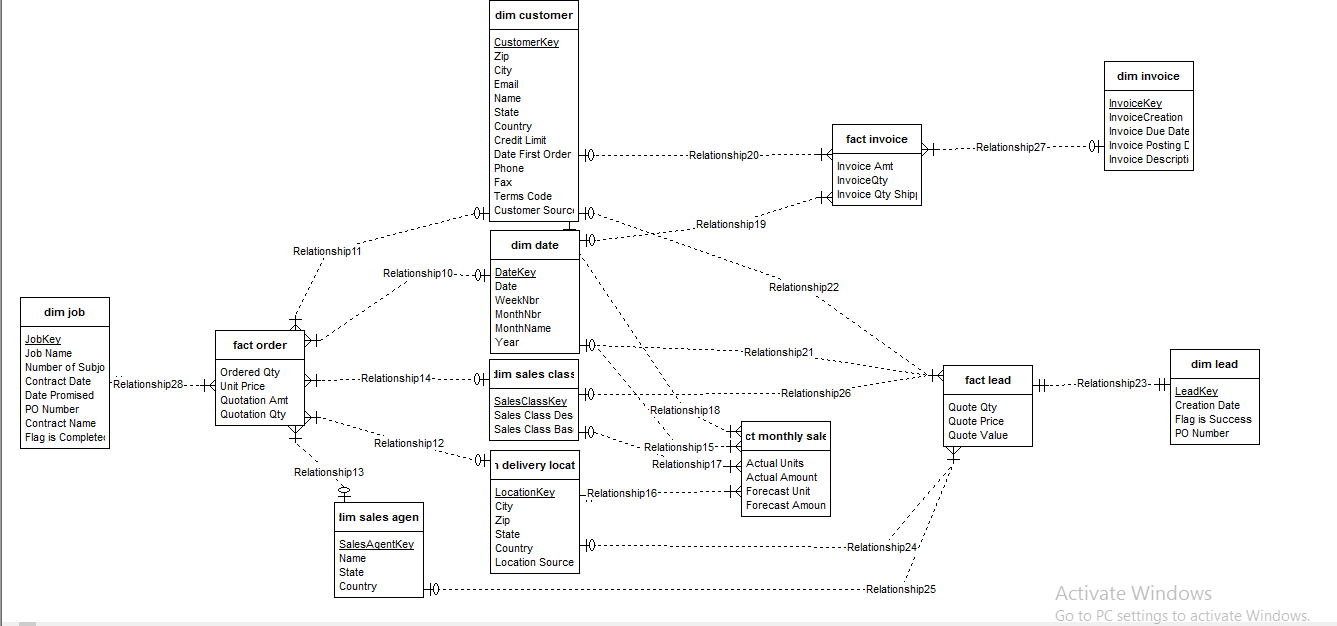 dim customer
CustomerKey
Zip
City
Email
Name
State
Country
Credit Limit
Date First Order
Phone
Fax
Terms Code
Customer Sourc
dim invoice
InvoiceKey
InvoiceCreation
Invoice Due Date
Invoice Posting D
Invoice Descripti
fact invoice
Invoice Amt
InvoiceQty
Invoice Qty Ship
Relationship20
Relationship27
Relationship19
Relationship11
Relationship10
Relationship22
dim date
DateKey
Date
WeekNbr
MonthNbr
MonthName
Year
dim job
JobKey
Job Name
Number of Subjo
Contract Date
Date Promised
PO Number
Contract Name
Flag is Complete
Relationship28
fact order
Ordered Qty
Unit Price
Quotation Amt
Quotation Qty
Relationship14
Relationship12
Relationship13
dim sales class
SalesClassKey
Sales Class Des
Sales Class Bas
Relationship21
Relationship26
Relationship18
Relationship15
Relationship17
Relationship16
ct monthly sale
Actual Units
Actual Amount
Forecast Unit
Forecast Amoun
fact lead
Quote Qty
Quote Price
Quote Value
Relationship23
dim lead
LeadKey
Creation Date
Flag is Success
PO Number
delivery locat
LocationKey
City
Zip
State
Country
Location Source
dim sales agen
SalesAgentKey
Name
State
Country
Relationship24
Relationship25
Activate Windows
Go to PC settings to activate Windows.